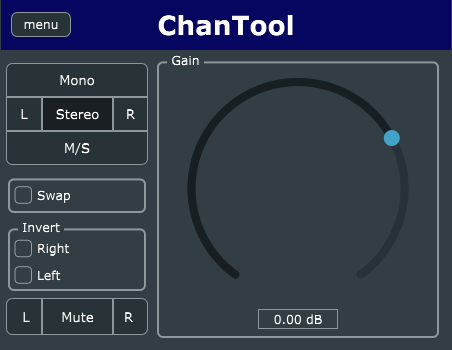 menu
ChanTool
Mono
L Stereo R
M/S
Swap
Invert
Right
Left
L Mute R
Gain
0.00 dB